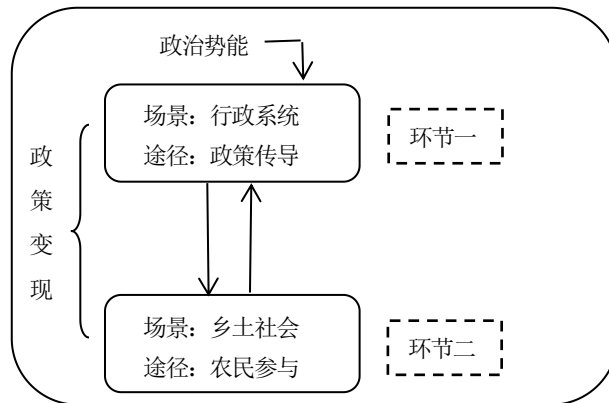 政治势能
场景：行政系统
途径：政策传导
环节一
政
策
变
现
场景：乡土社会
途径：农民参与
环节二